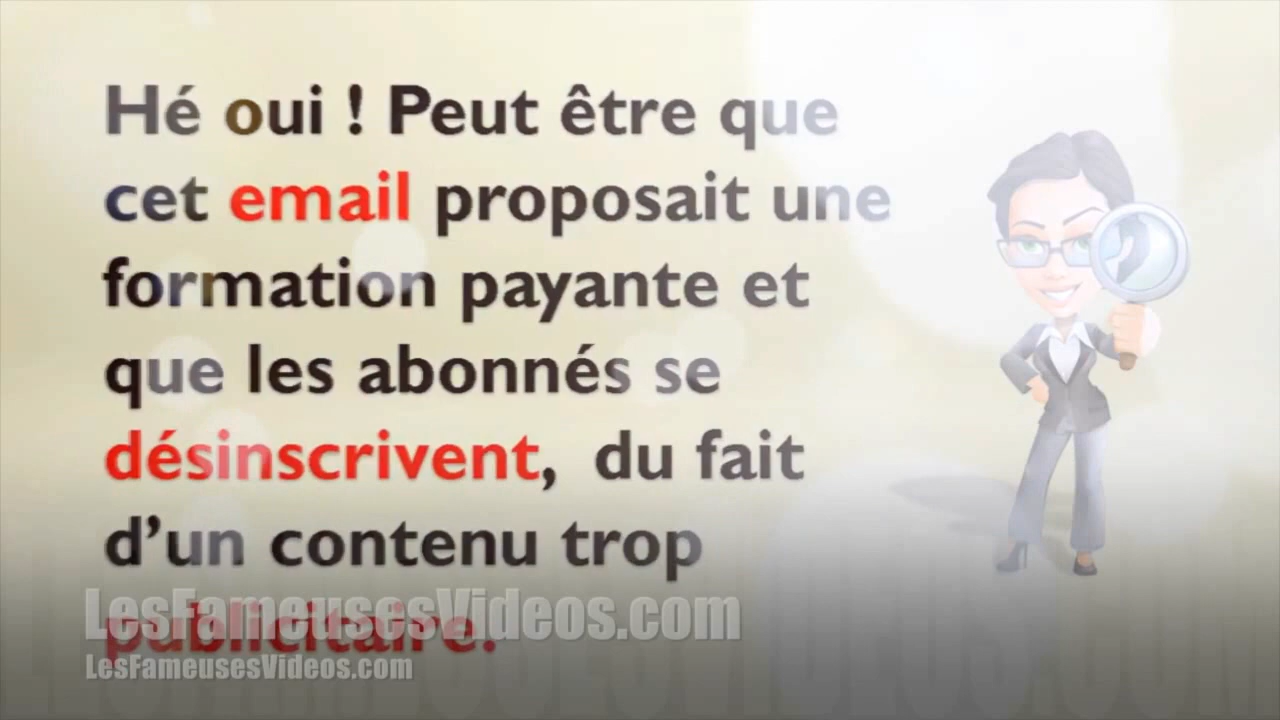 Hé oui ! Peut être que
cet email proposait une
formation payante et
que les abonnés se
désinscrivent, du fait
d’un contenu trop
publicitaire.
LesFameusesVideos.com
LesFameusesVideos.com